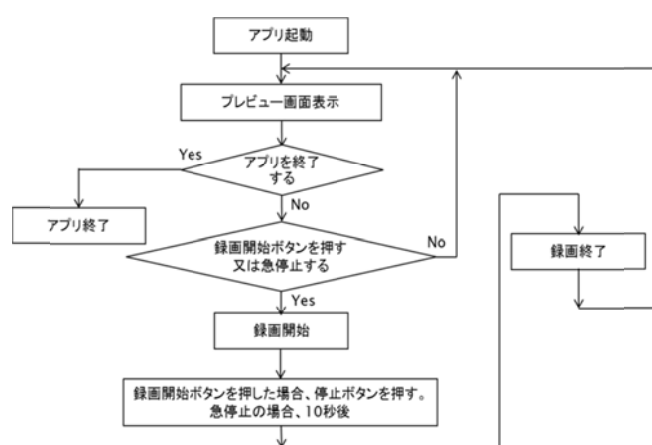 アプリ起動
プレビュー画面表示
Yes
アプリを終了
する
No
アプリ終了
録画開始ボタンを押す
又は急停止する
No
Yes
録画終了
録画開始
録画開始ボタンを押した場合、停止ボタンを押す。
急停止の場合、10秒後